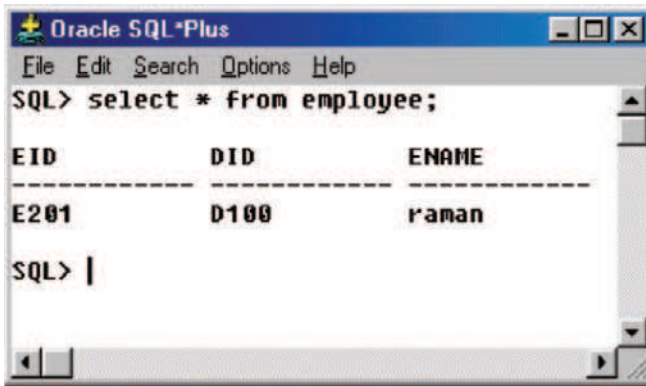 Oracle SQL*Plus
File Edit Search Options Help
SQL> select * from employee;
EID DID ENAME
------------- ------------- -------------
E201 D100 raman
SQL>